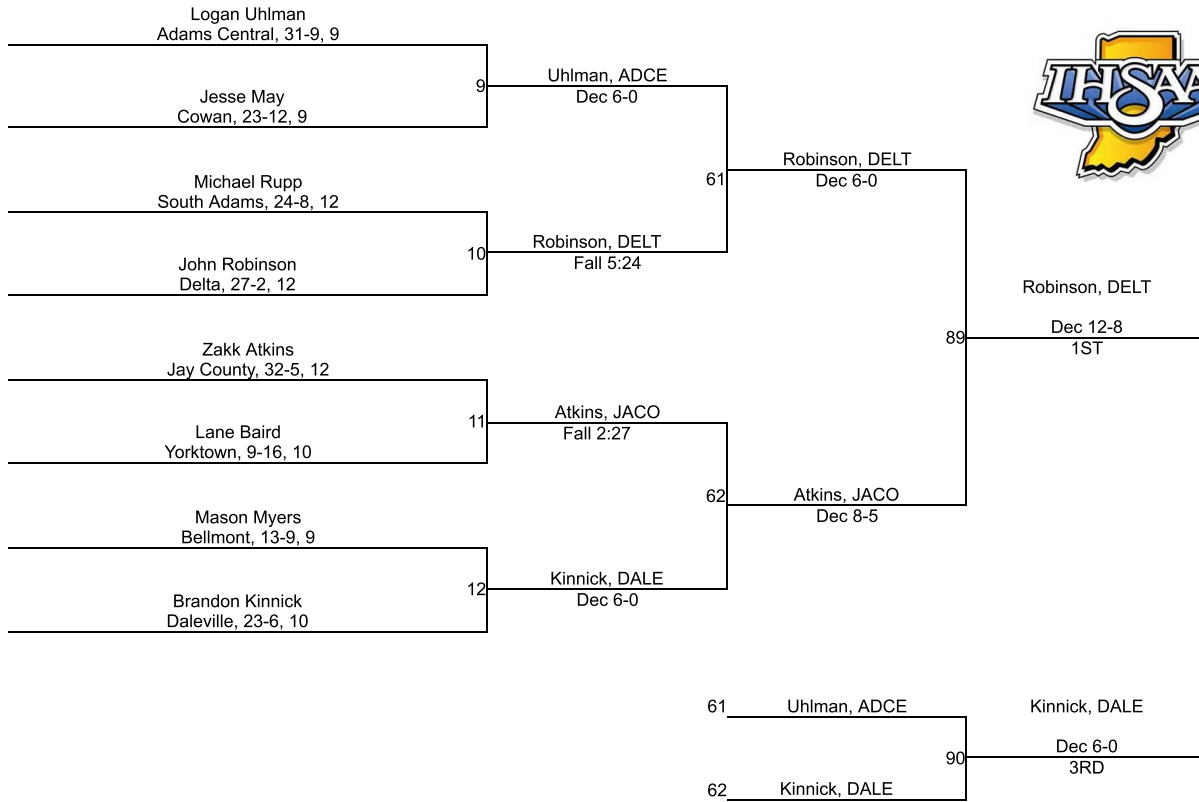 Logan Uhlman
Adams Central, 31-9, 9
9
Uhlman, ADCE
Dec 6-0
Jesse May
Cowan, 23-12, 9
IHSAA
61
Robinson, DELT
Dec 6-0
Michael Rupp
South Adams, 24-8, 12
10
Robinson, DELT
Fall 5:24
John Robinson
Delta, 27-2, 12
Robinson, DELT
89
Dec 12-8
1ST
Zakk Atkins
Jay County, 32-5, 12
11
Atkins, JACO
Fall 2:27
Lane Baird
Yorktown, 9-16, 10
62
Atkins, JACO
Dec 8-5
Mason Myers
Bellmont, 13-9, 9
12
Kinnick, DALE
Dec 6-0
Brandon Kinnick
Daleville, 23-6, 10
61
Uhlman, ADCE
Kinnick, DALE
90
Dec 6-0
3RD
62
Kinnick, DALE